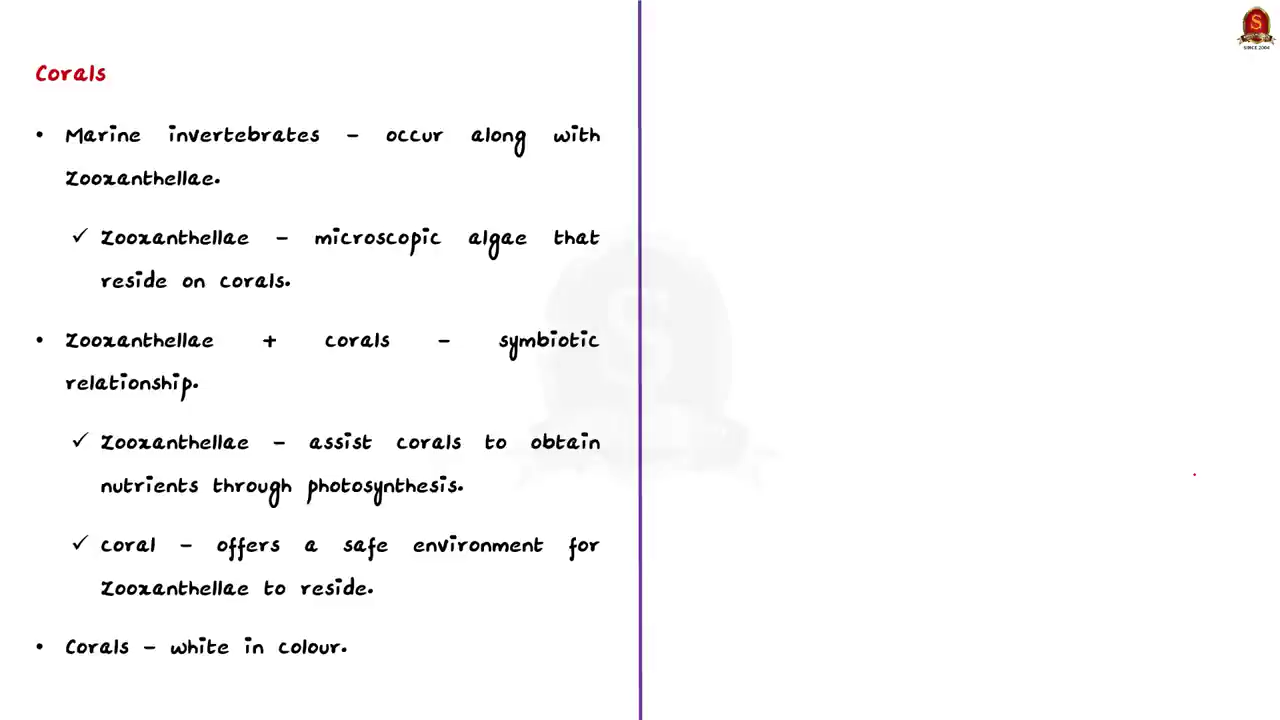 Corals
• Marine invertebrates – occur along with
Zooxanthellae.
✓ Zooxanthellae – microscopic algae that
reside on corals.
• Zooxanthellae + corals – symbiotic
relationship.
✓ Zooxanthellae – assist corals to obtain
nutrients through photosynthesis.
✓ coral – offers a safe environment for
Zooxanthellae to reside.
• Corals – white in colour.
S
SINCE 2004